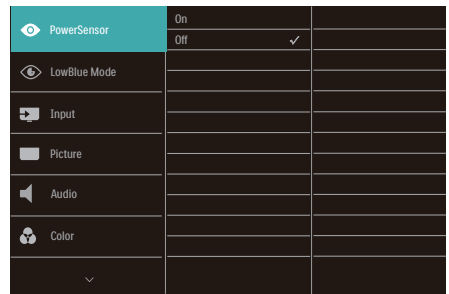 PowerSensor
On
Off
LowBlue Mode
Input
Picture
Audio
Color